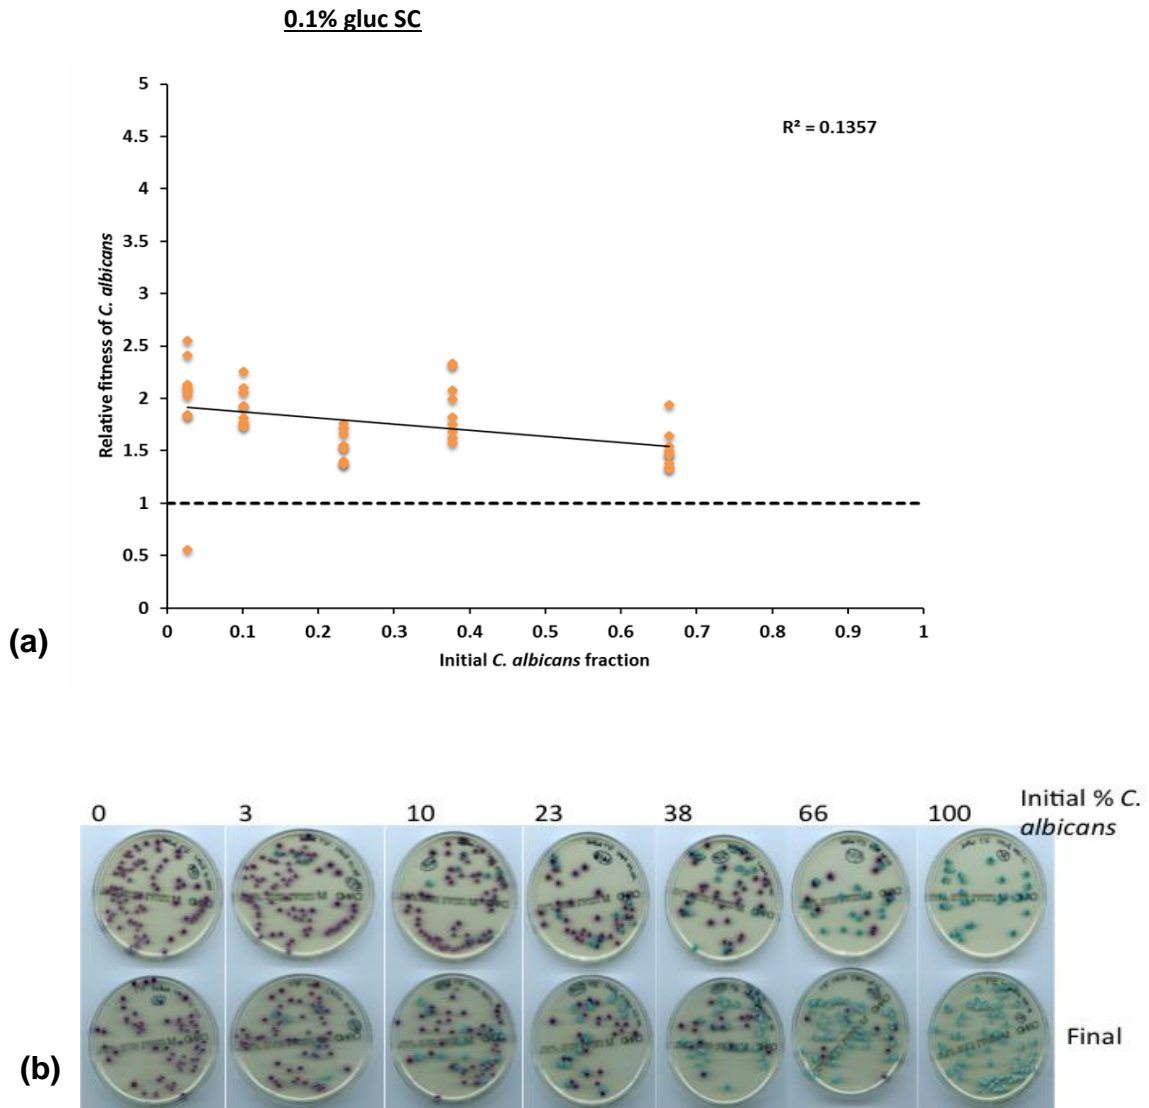 0.1% gluc SC
5
4.5
4
3.5
3
2.5
2
1.5
1
0.5
0
R² = 0.1357
Relative fitness of C. albicans
0 0.1 0.2 0.3 0.4 0.5 0.6 0.7 0.8 0.9 1
Initial C. albicans fraction
(a)
0 3 10 23 38 66 100 Initial % C.
albicans
Final
(b)